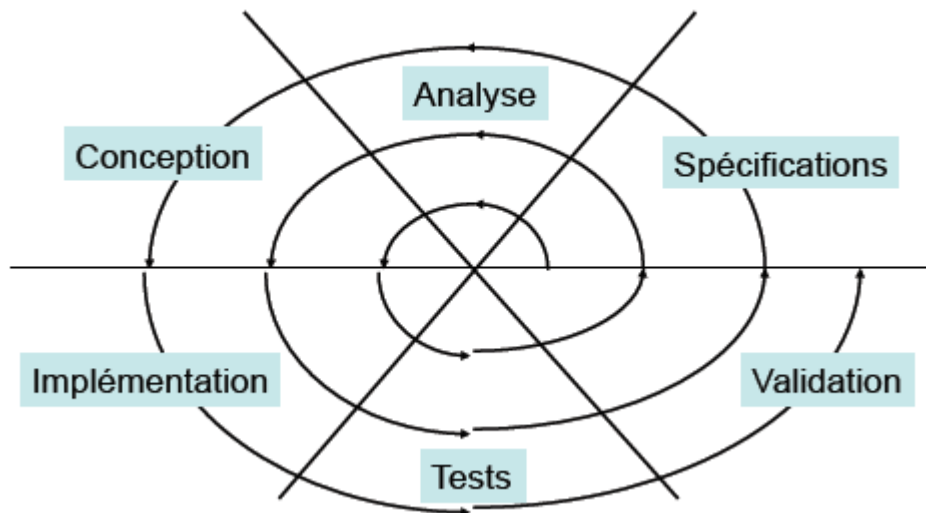 Analyse
Conception
Spécifications
Implémentation
Validation
Tests